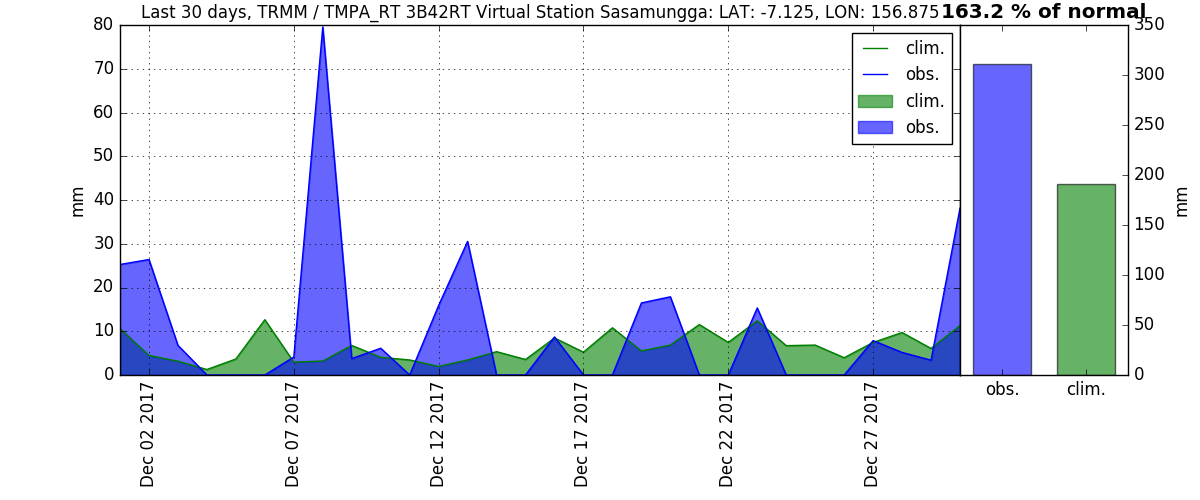 Last 30 days, TRMM / TMPA_RT 3B42RT Virtual Station Sasamungga: LAT: -7.125, LON: 156.875
163.2 % of normal
80
70
60
50
40
30
20
10
0
mm
clim.
obs.
clim.
obs.
350
300
250
200
150
100
50
0
mm
obs.
clim.
Dec 02 2017
Dec 07 2017
Dec 12 2017
Dec 17 2017
Dec 22 2017
Dec 27 2017